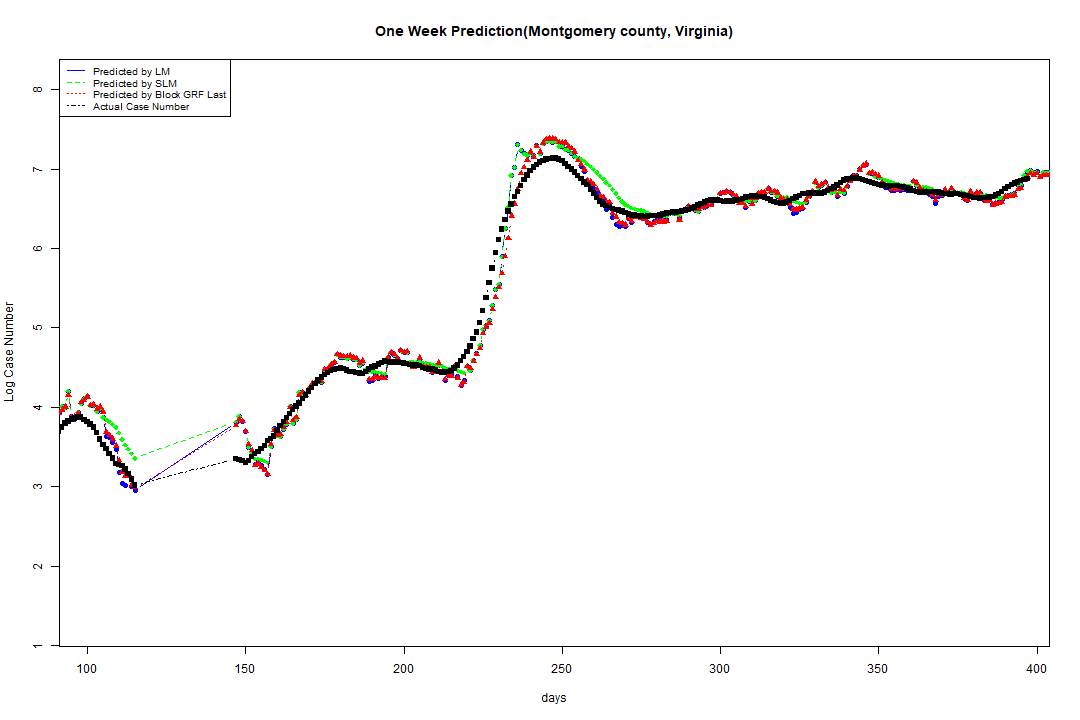 One Week Prediction(Montgomery county, Virginia)
Predicted by LM
Predicted by SLM
Predicted by Block GRF Last
Actual Case Number
8
7
6
5
4
3
2
1
Log Case Number
100 150 200 250 300 350 400
days